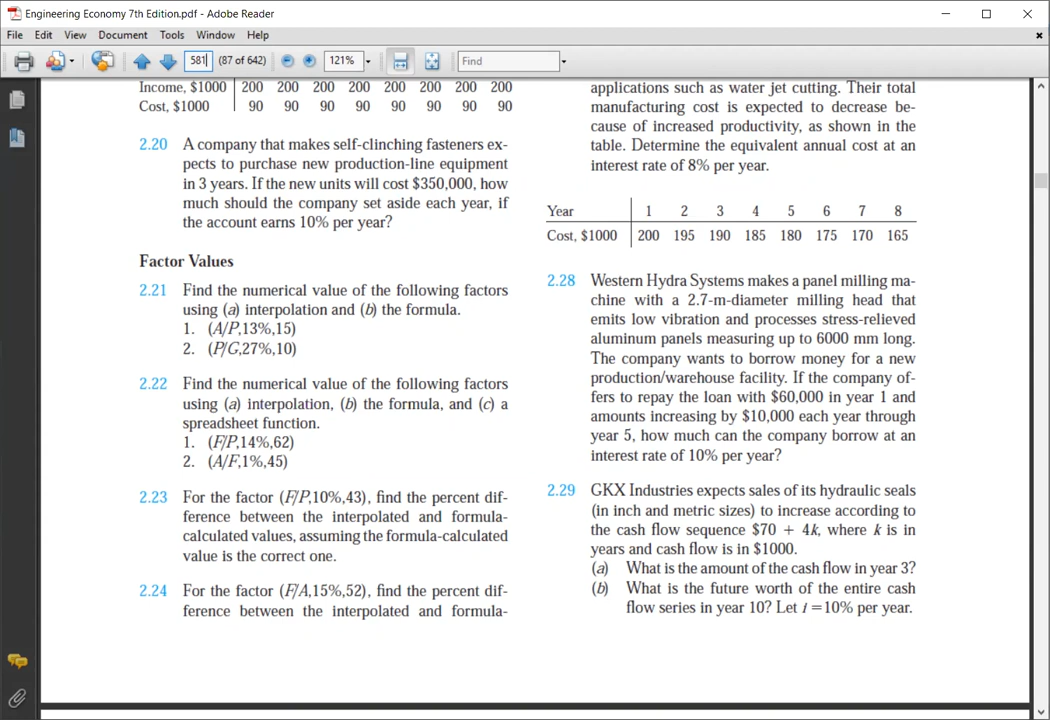 Engineering Economy 7th Edition.pdf - Adobe Reader
File Edit View Document Tools Window Help
581 (87 of 642) 121% Find
Income, $1000 200 200 200 200 200 200 200 200
Cost, $1000 90 90 90 90 90 90 90 90
2.20 A company that makes self-clinching fasteners ex-
pects to purchase new production-line equipment
in 3 years. If the new units will cost $350,000, how
much should the company set aside each year, if
the account earns 10% per year?
Factor Values
2.21 Find the numerical value of the following factors
using (a) interpolation and (b) the formula.
1. (A/P,13%,15)
2. (P/G,27%,10)
2.22 Find the numerical value of the following factors
using (a) interpolation, (b) the formula, and (c) a
spreadsheet function.
1. (F/P,14%,62)
2. (A/F,1%,45)
2.23 For the factor (F/P,10%,43), find the percent dif-
ference between the interpolated and formula-
calculated values, assuming the formula-calculated
value is the correct one.
2.24 For the factor (F/A,15%,52), find the percent dif-
ference between the interpolated and formula-
applications such as water jet cutting. Their total
manufacturing cost is expected to decrease be-
cause of increased productivity, as shown in the
table. Determine the equivalent annual cost at an
interest rate of 8% per year.
Year 1 2 3 4 5 6 7 8
Cost, $1000 200 195 190 185 180 175 170 165
2.28 Western Hydra Systems makes a panel milling ma-
chine with a 2.7-m-diameter milling head that
emits low vibration and processes stress-relieved
aluminum panels measuring up to 6000 mm long.
The company wants to borrow money for a new
production/warehouse facility. If the company of-
fers to repay the loan with $60,000 in year 1 and
amounts increasing by $10,000 each year through
year 5, how much can the company borrow at an
interest rate of 10% per year?
2.29 GKX Industries expects sales of its hydraulic seals
(in inch and metric sizes) to increase according to
the cash flow sequence $70 + 4k, where k is in
years and cash flow is in $1000.
(a) What is the amount of the cash flow in year 3?
(b) What is the future worth of the entire cash
flow series in year 10? Let i = 10% per year.